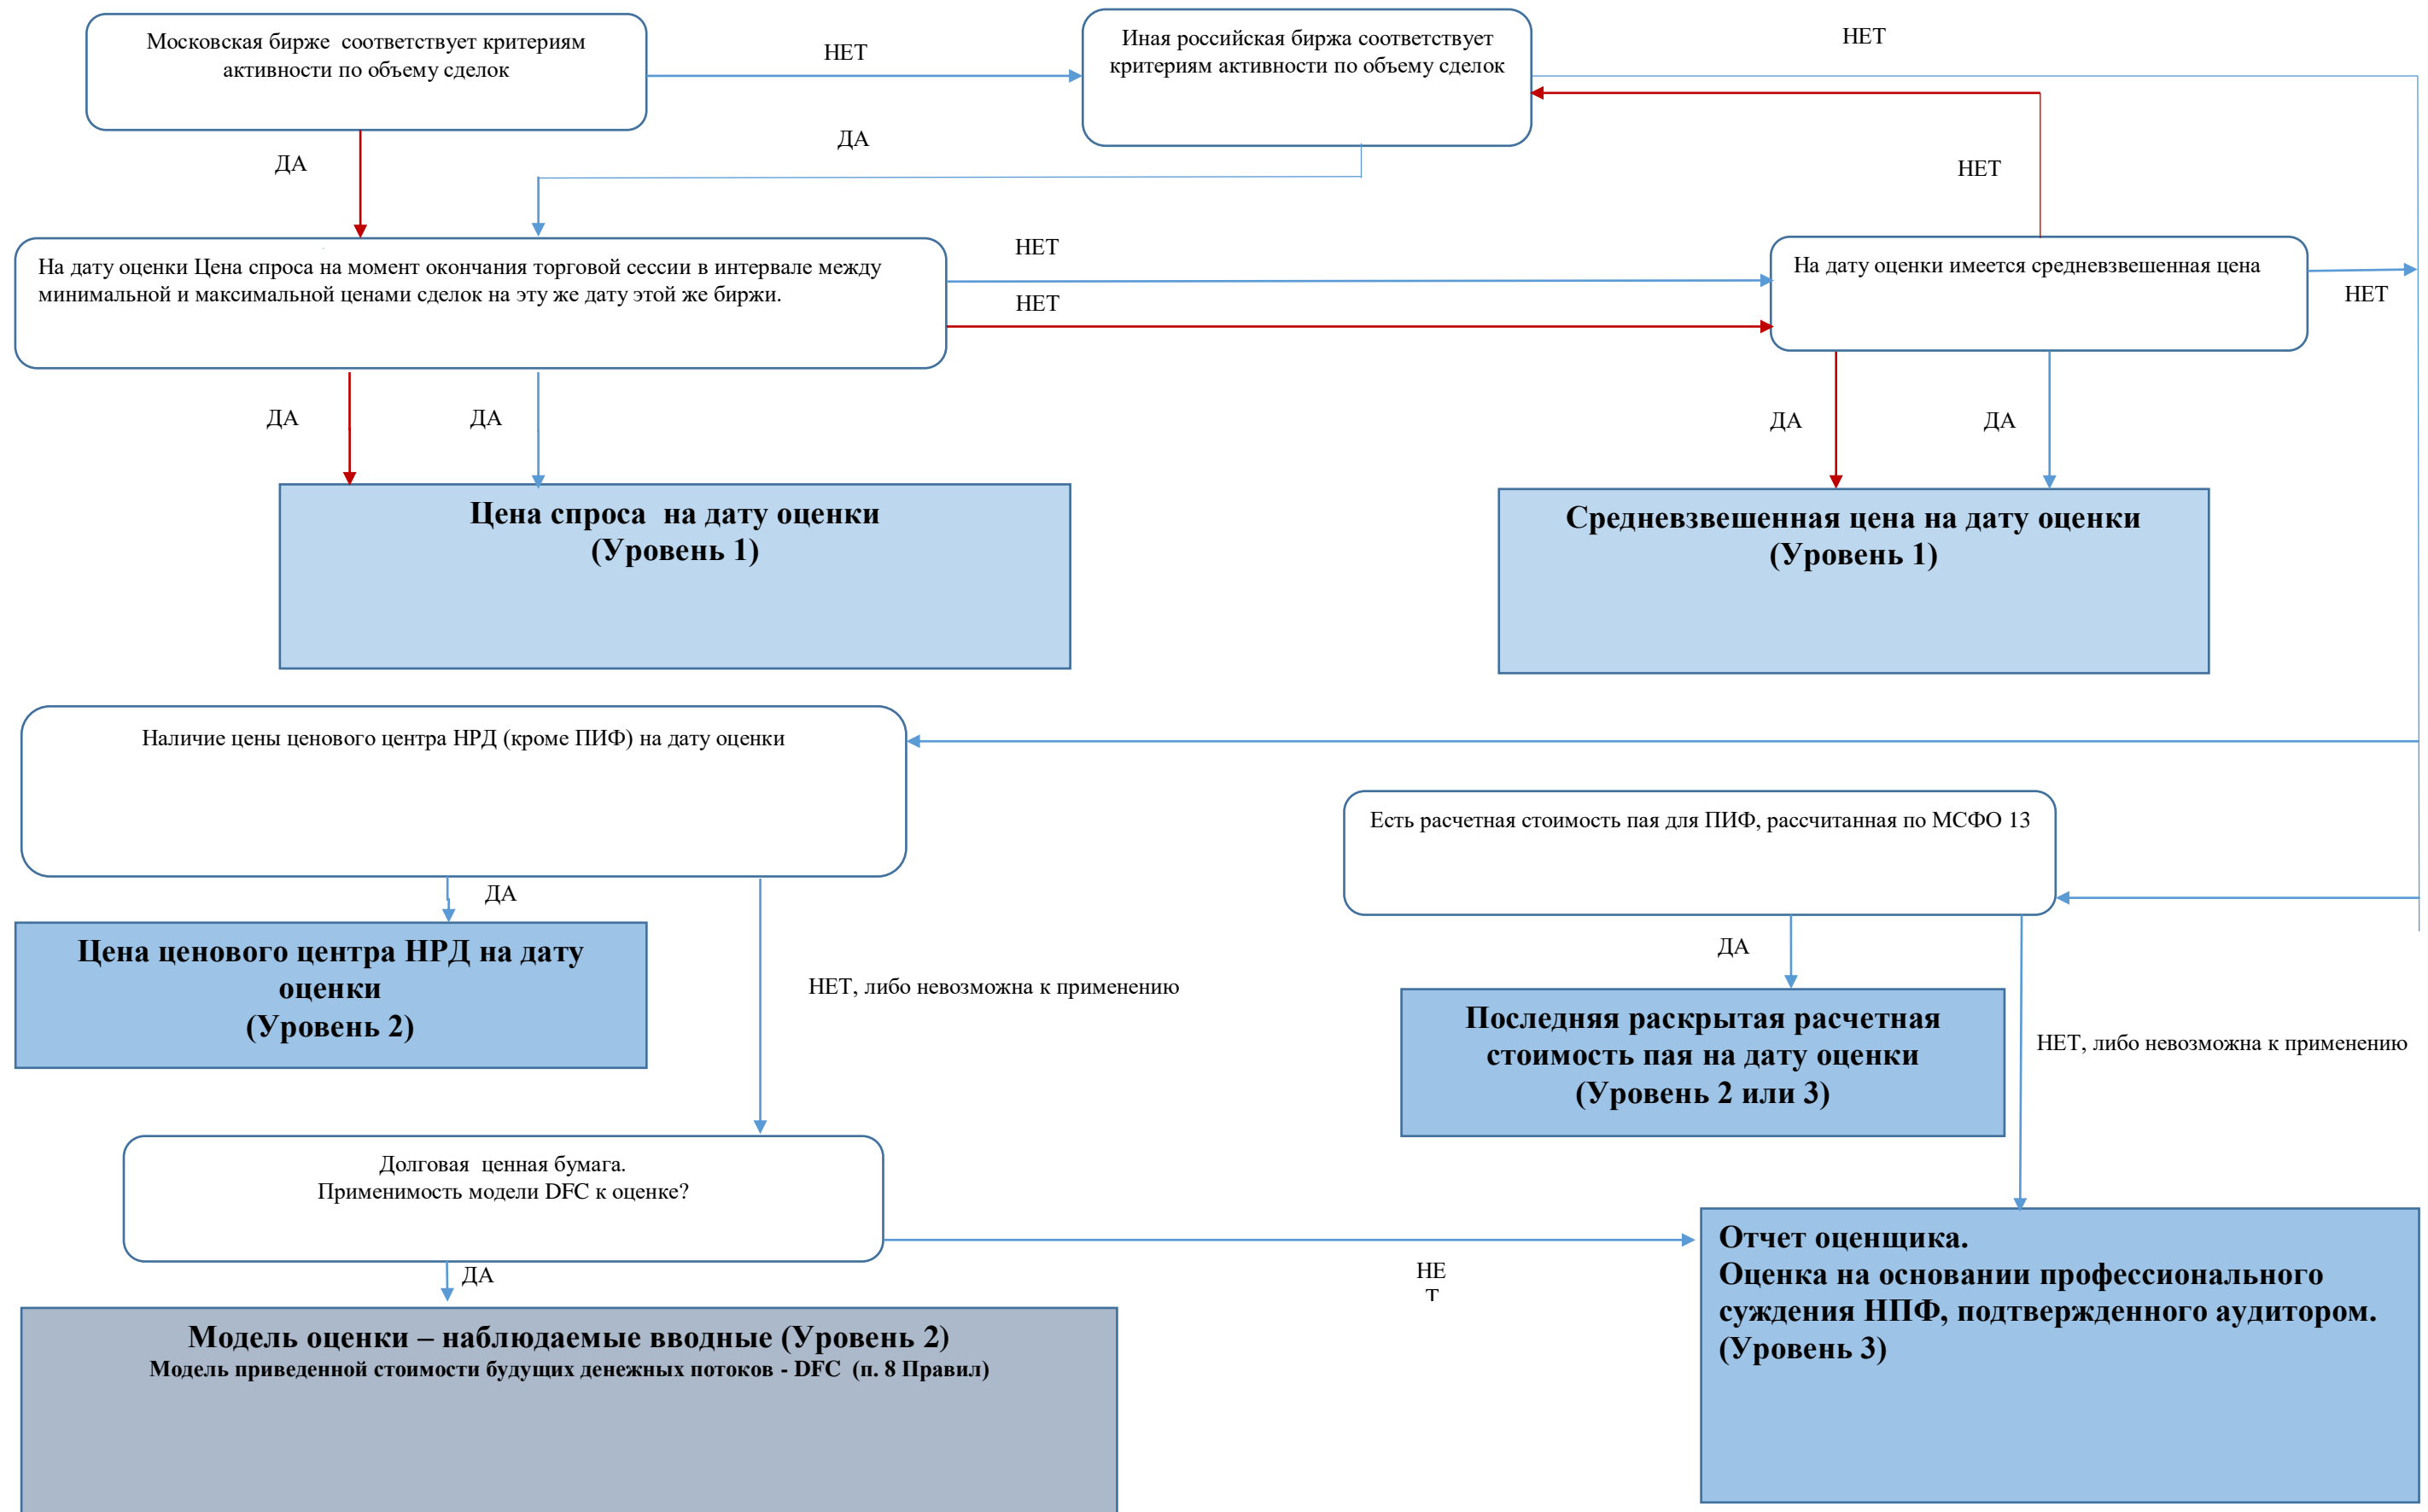 Московская бирже соответствует критериям
активности по объему сделок
НЕТ
Иная российская биржа соответствует
критериям активности по объему сделок
НЕТ
ДА
ДА
НЕТ
На дату оценки Цена спроса на момент окончания торговой сессии в интервале между
минимальной и максимальной ценами сделок на эту же дату этой же биржи.
НЕТ
НЕТ
На дату оценки имеется средневзвешенная цена
НЕТ
ДА
ДА
ДА
ДА
Цена спроса на дату оценки
(Уровень 1)
Средневзвешенная цена на дату оценки
(Уровень 1)
Наличие цены ценового центра НРД (кроме ПИФ) на дату оценки
Есть расчетная стоимость пая для ПИФ, рассчитанная по МСФО 13
ДА
Цена ценового центра НРД на дату
оценки
(Уровень 2)
НЕТ, либо невозможна к применению
ДА
Последняя раскрытая расчетная
стоимость пая на дату оценки
(Уровень 2 или 3)
НЕТ, либо невозможна к применению
Долговая ценная бумага.
Применимость модели DFC к оценке?
ДА
НЕ
Т
Отчет оценщика.
Оценка на основании профессионального
суждения НПФ, подтвержденного аудитором.
(Уровень 3)
Модель оценки – наблюдаемые вводные (Уровень 2)
Модель приведенной стоимости будущих денежных потоков - DFC (п. 8 Правил)